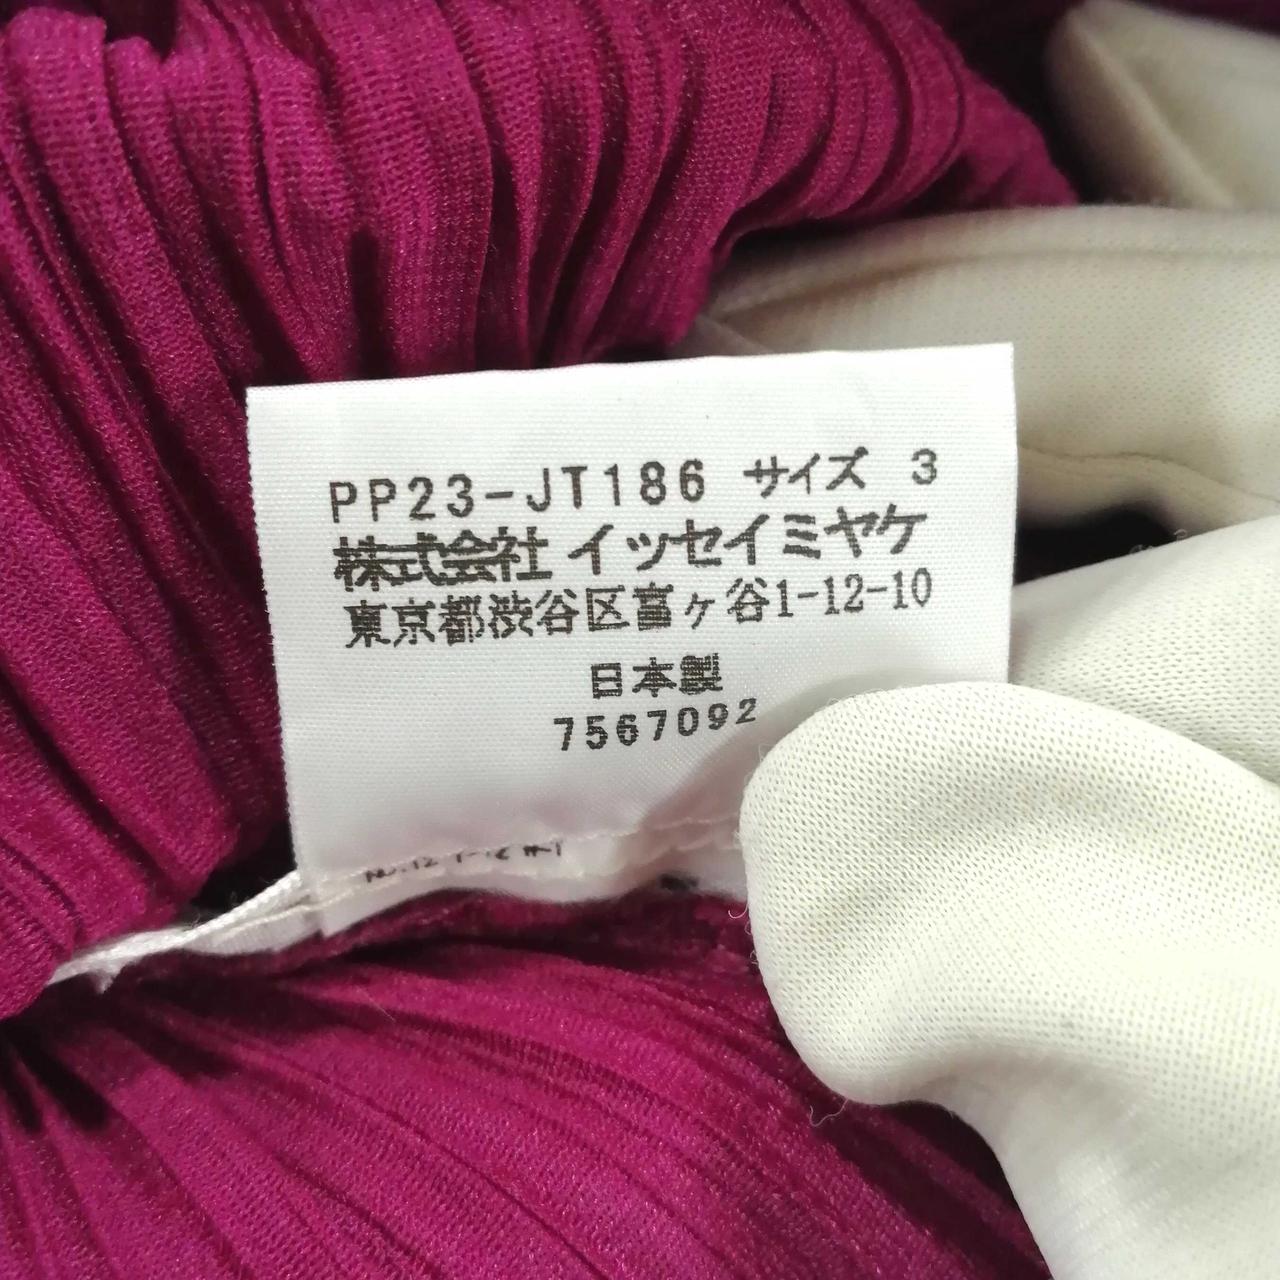 PP23-JT186 サイズ 3
株式会社 イッセイミヤケ
東京都渋谷区富ヶ谷1-12-10
日本製
7567092